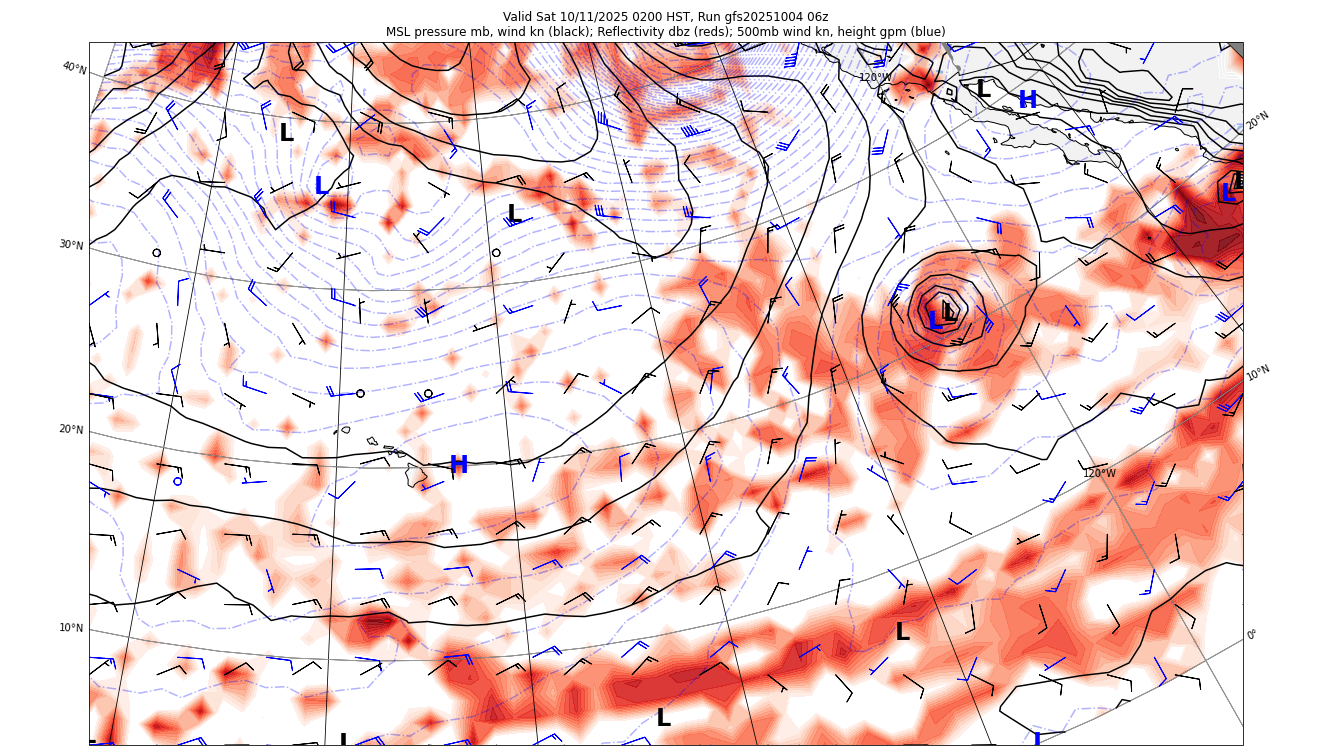 Valid Sat 10/11/2025 0200 HST, Run gfs20251004 06z
MSL pressure mb, wind kn (black); Reflectivity dbz (reds); 500mb wind kn, height gpm (blue)
40°N
120°W
L
H
20°N
L
L
L
L
L
30°N
L
L
10°N
20°N
H
120°W
10°N
L
0°
L
L
L
L